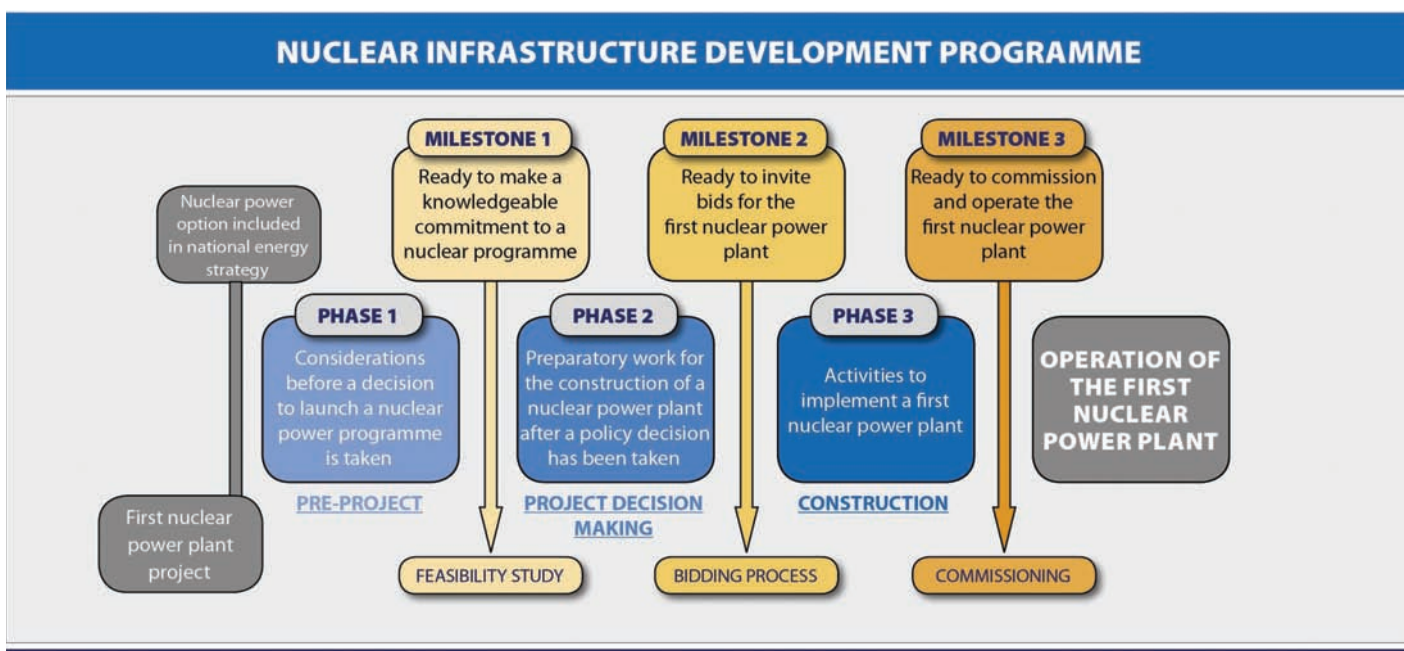 NUCLEAR INFRASTRUCTURE DEVELOPMENT PROGRAMME
Nuclear power
option included
in national energy
strategy
First nuclear
power plant
project
MILESTONE 1
Ready to make a
knowledgeable
commitment to a
nuclear programme
MILESTONE 2
Ready to invite
bids for the
first nuclear power
plant
MILESTONE 3
Ready to commission
and operate the
first nuclear power
plant
PHASE 1
Considerations
before a decision
to launch a nuclear
power programme
is taken
PRE-PROJECT
PHASE 2
Preparatory work for
the construction of a
nuclear power plant
after a policy decision
has been taken
PROJECT DECISION
MAKING
PHASE 3
Activities to
implement a first
nuclear power plant
CONSTRUCTION
OPERATION OF
THE FIRST
NUCLEAR
POWER PLANT
FEASIBILITY STUDY
BIDDING PROCESS
COMMISSIONING